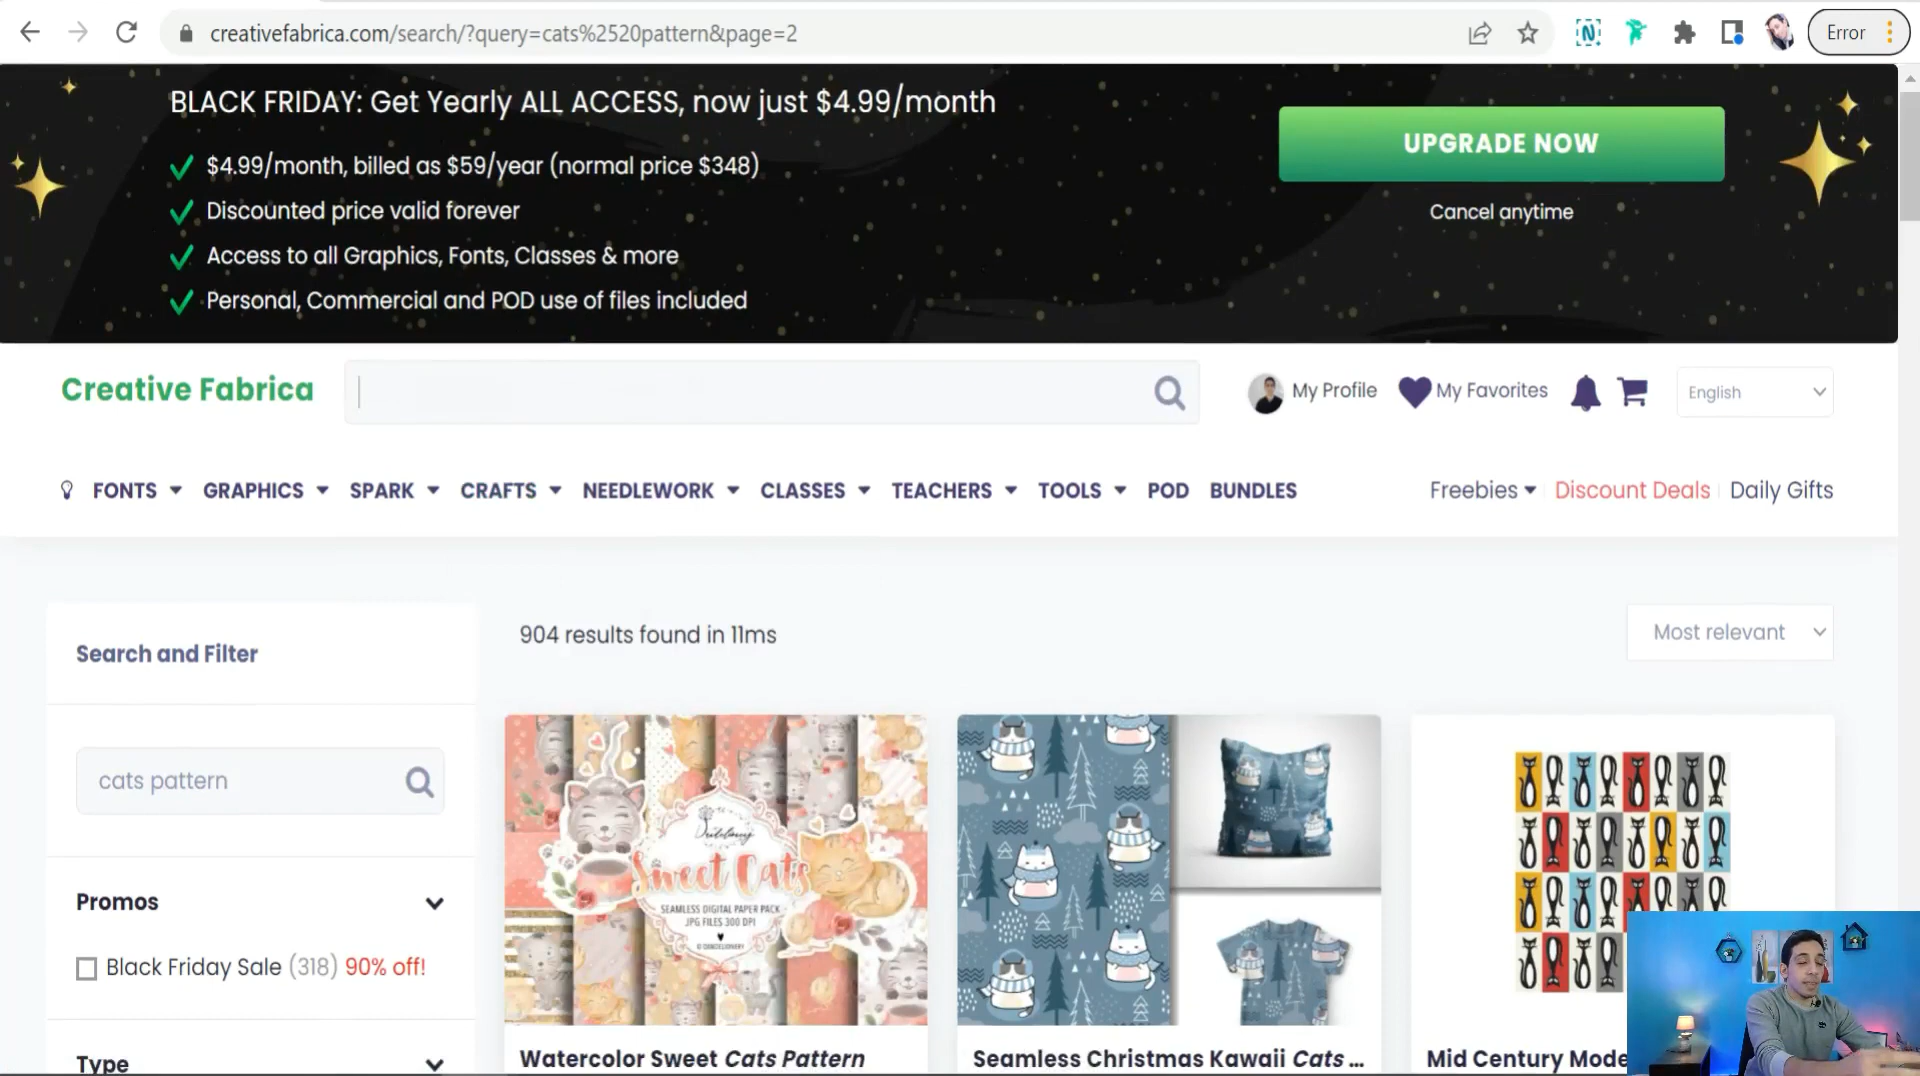 creativefabrica.com/search/?query=cats%2520pattern&page=2
Error
BLACK FRIDAY: Get Yearly ALL ACCESS, now just $4.99/month
$4.99/month, billed as $59/year (normal price $348)
Discounted price valid forever
Access to all Graphics, Fonts, Classes & more
Personal, Commercial and POD use of files included
UPGRADE NOW
Cancel anytime
Creative Fabrica
My Profile
My Favorites
English
FONTS GRAPHICS SPARK CRAFTS NEEDLEWORK CLASSES TEACHERS TOOLS POD BUNDLES
Freebies Discount Deals Daily Gifts
Search and Filter
904 results found in 11ms
Most relevant
cats pattern
Promos
Black Friday Sale (318) 90% off!
Type
Sweet Cats
SEAMLESS DIGITAL PAPER PACK
JPG FILES 300 DPI
Watercolor Sweet Cats Pattern
Seamless Christmas Kawaii Cats ...
Mid Century Mode